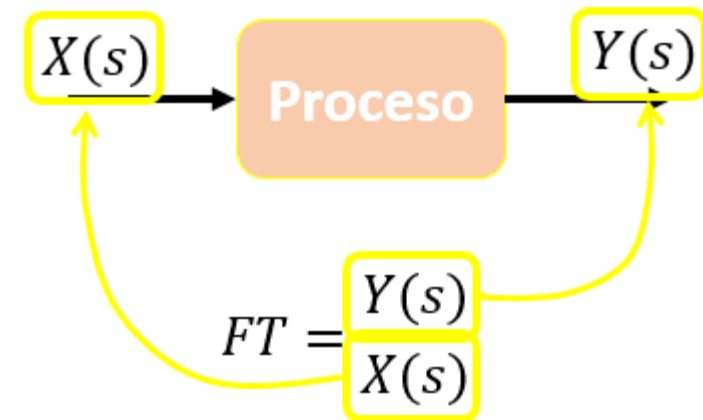 X(s)
Proceso
Y(s)
FT = Y(s)
X(s)